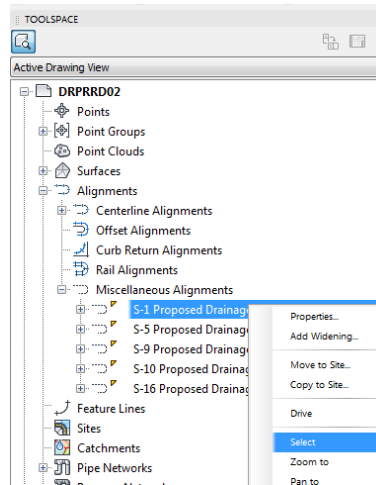 TOOLSPACE
Active Drawing View
DRPRRD02
Points
Point Groups
Point Clouds
Surfaces
Alignments
Centerline Alignments
Offset Alignments
Curb Return Alignments
Rail Alignments
Miscellaneous Alignments
S-1 Proposed Drainag
S-5 Proposed Drainag
S-9 Proposed Drainag
S-10 Proposed Drainag
S-16 Proposed Drainag
Feature Lines
Sites
Catchments
Pipe Networks
Properties...
Add Widening...
Move to Site...
Copy to Site...
Drive
Select
Zoom to
Pan to